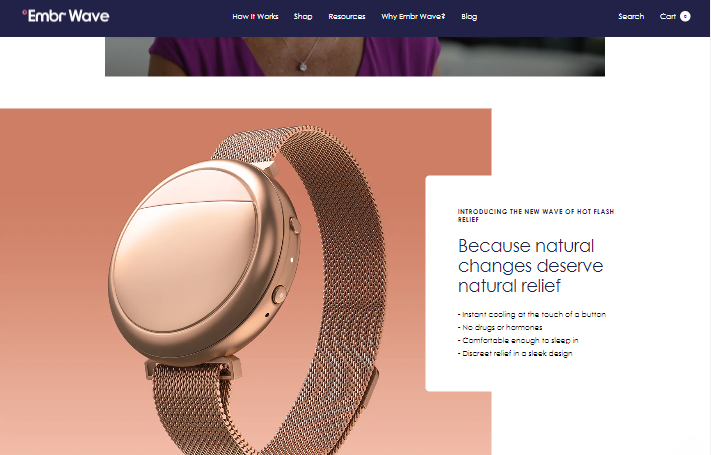 Embr Wave
How It Works
Shop
Resources
Why Embr Wave?
Blog
Search
Cart 0
INTRODUCING THE NEW WAVE OF HOT FLASH
RELIEF
Because natural
changes deserve
natural relief
- Instant cooling at the touch of a button
- No drugs or hormones
- Comfortable enough to sleep in
- Discreet relief in a sleek design